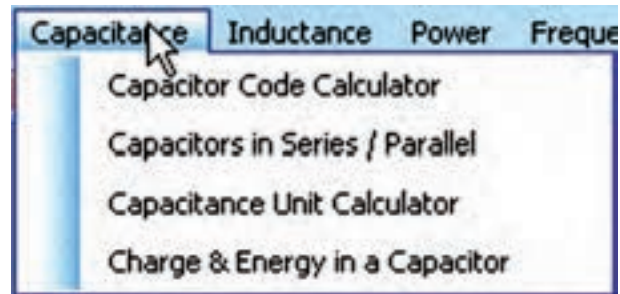 Capacitance Inductance Power Freque
Capacitor Code Calculator
Capacitors in Series / Parallel
Capacitance Unit Calculator
Charge & Energy in a Capacitor